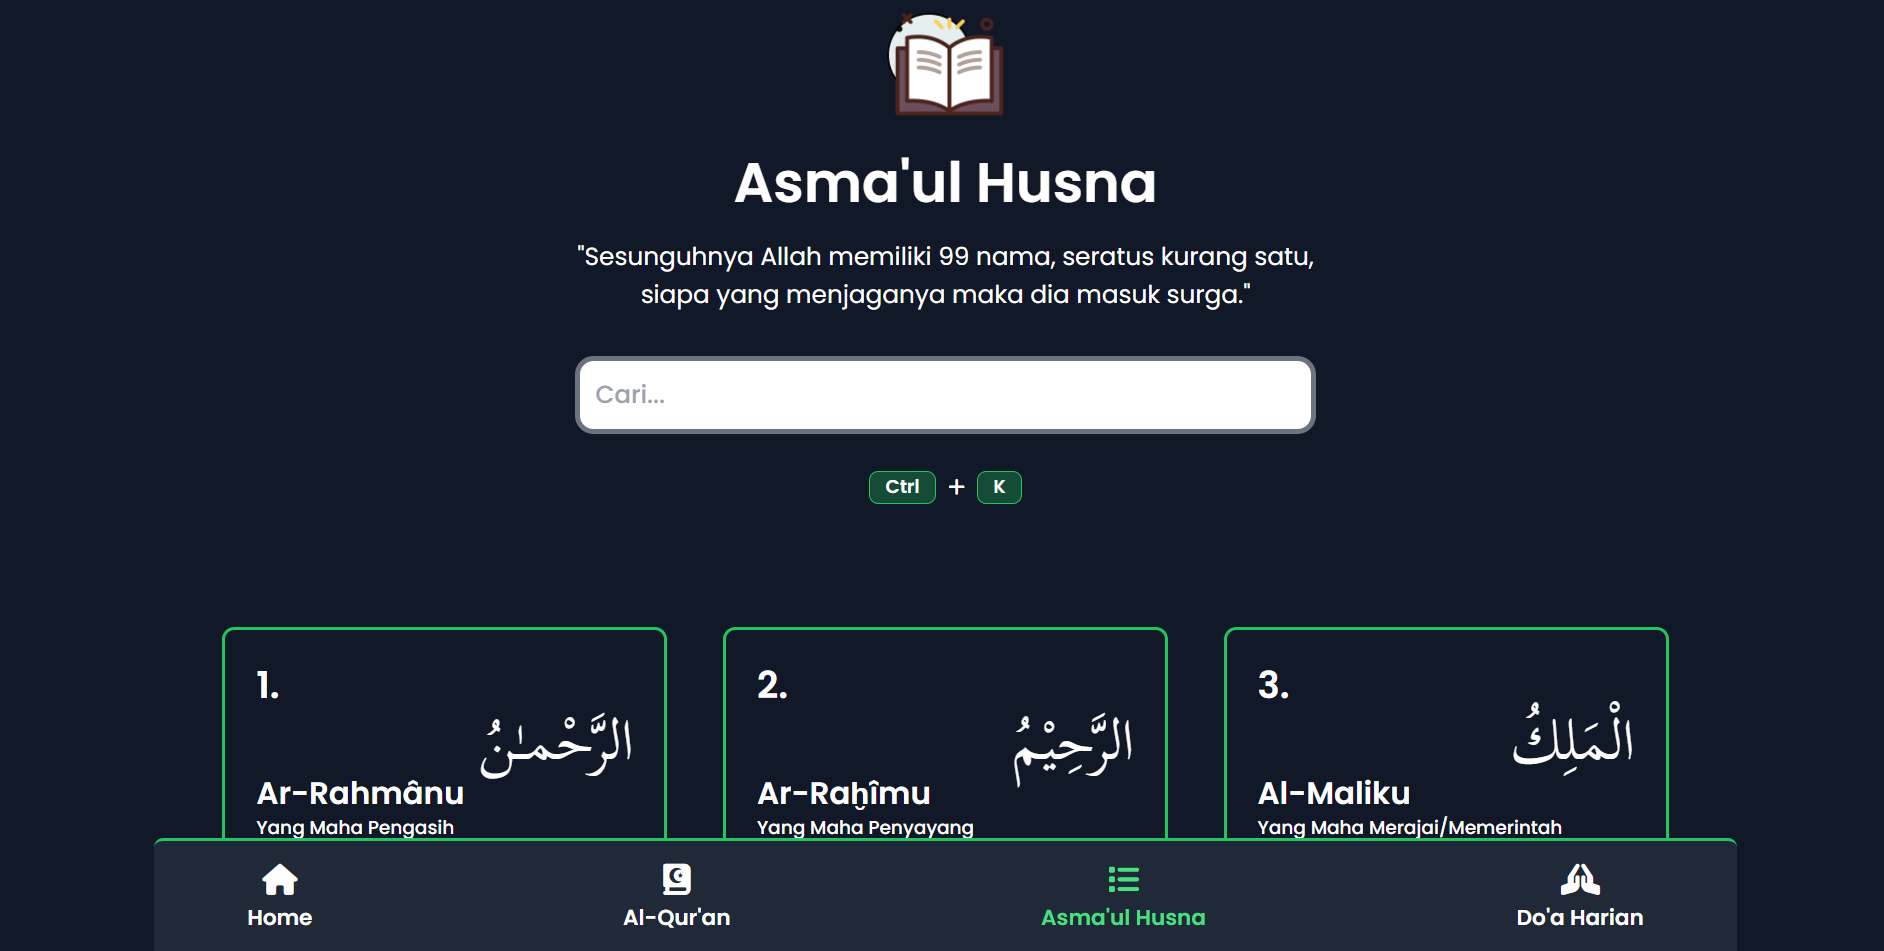 Asma'ul Husna
"Sesunguhnya Allah memiliki 99 nama, seratus kurang satu,
siapa yang menjaganya maka dia masuk surga."
Cari...
Ctrl + K
1.
الرَّحْمـٰنُ
Ar-Rahmânu
Yang Maha Pengasih
2.
الرَّحِيْمُ
Ar-Raḫîmu
Yang Maha Penyayang
3.
الْمَلِكُ
Al-Maliku
Yang Maha Merajai/Memerintah
Home
Al-Qur'an
Asma'ul Husna
Do'a Harian